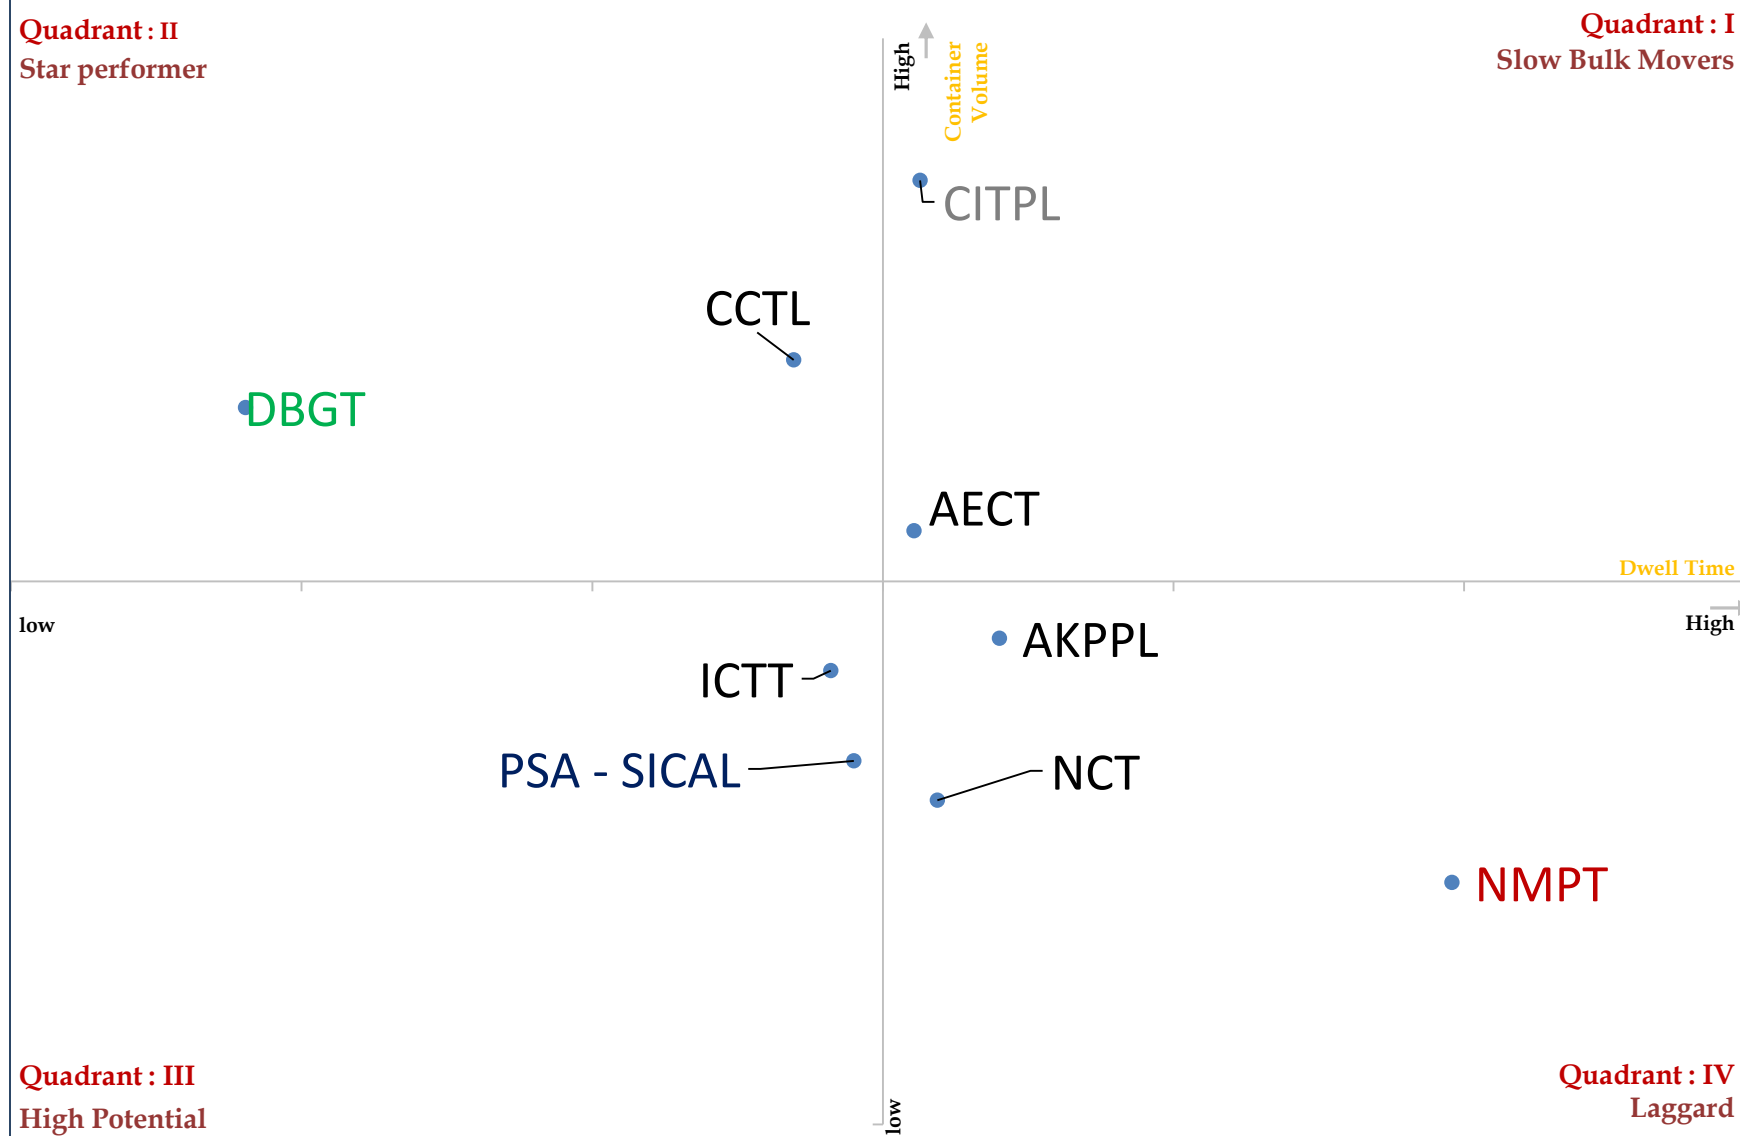 Quadrant : II
Star performer
Quadrant : I
Slow Bulk Movers
High
Container
Volume
CITPL
CCTL
DBGT
AECT
Dwell Time
low
High
AKPPL
ICTT
PSA - SICAL
NCT
NMPT
Quadrant : III
High Potential
Quadrant : IV
Laggard
low